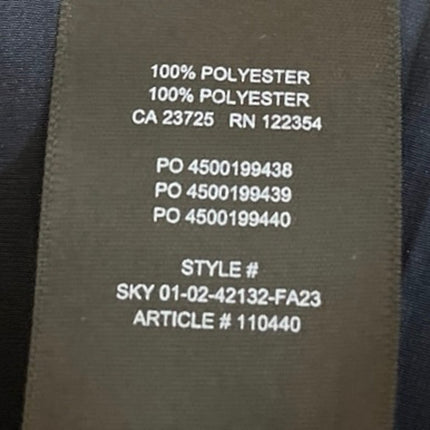 100% POLYESTER
100% POLYESTER
CA 23725 RN 122354
PO 4500199438
PO 4500199439
PO 4500199440
STYLE #
SKY 01-02-42132-FA23
ARTICLE # 110440